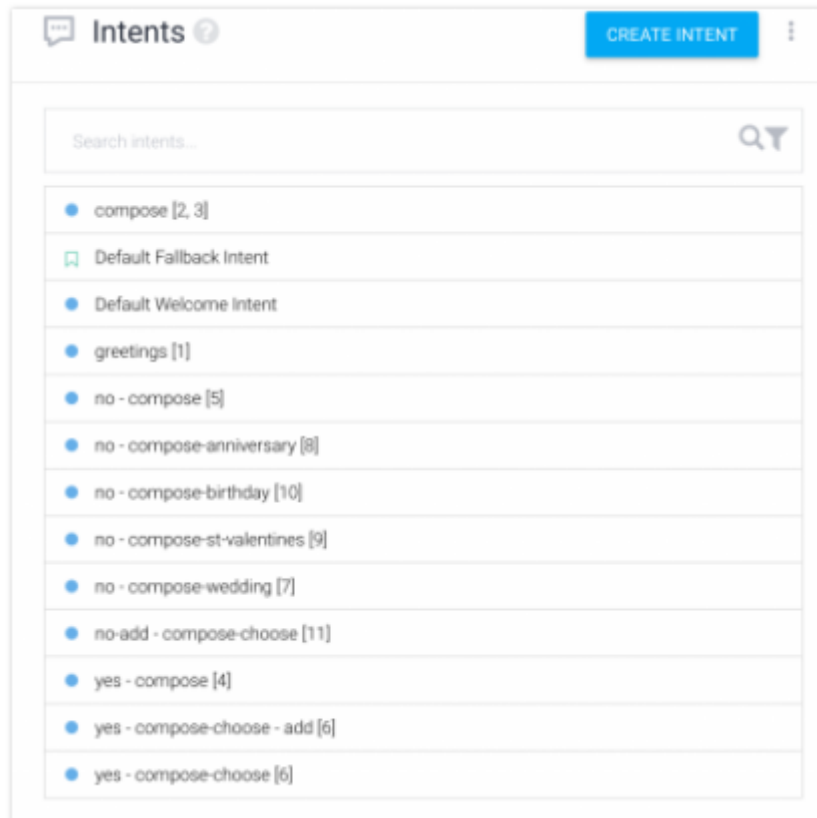 Intents
CREATE INTENT
Search intents...
compose [2, 3]
Default Fallback Intent
Default Welcome Intent
greetings [1]
no - compose [5]
no - compose-anniversary [8]
no - compose-birthday [10]
no - compose-st-valentines [9]
no - compose-wedding [7]
no-add - compose-choose [11]
yes - compose [4]
yes - compose-choose - add [6]
yes - compose-choose [6]